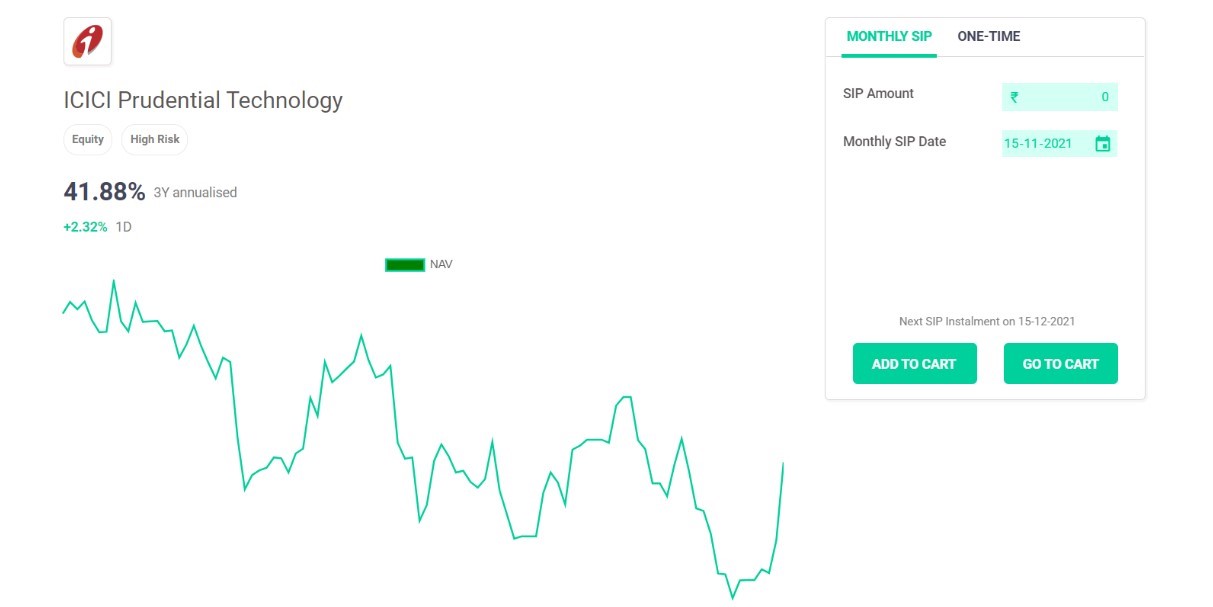 ICICI Prudential Technology
Equity High Risk
41.88% 3Y annualised
+2.32% 1D
NAV
MONTHLY SIP ONE-TIME
SIP Amount ₹ 0
Monthly SIP Date 15-11-2021
Next SIP Instalment on 15-12-2021
ADD TO CART GO TO CART